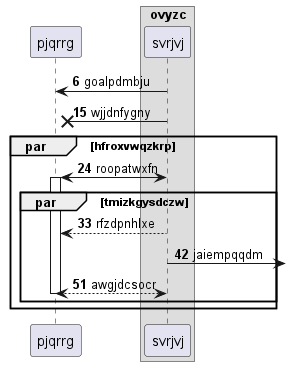 ovyzc
pjqrrg svrjvj
6 goalpdmbju
15 wjjdnfygny
par [hfroxvwqzkrp]
24 roopatwxfn
par [tmizkgysdczw]
33 rfzdpnhlxe
42 jaiempqqdm
51 awgjdcsocr
pjqrrg svrjvj